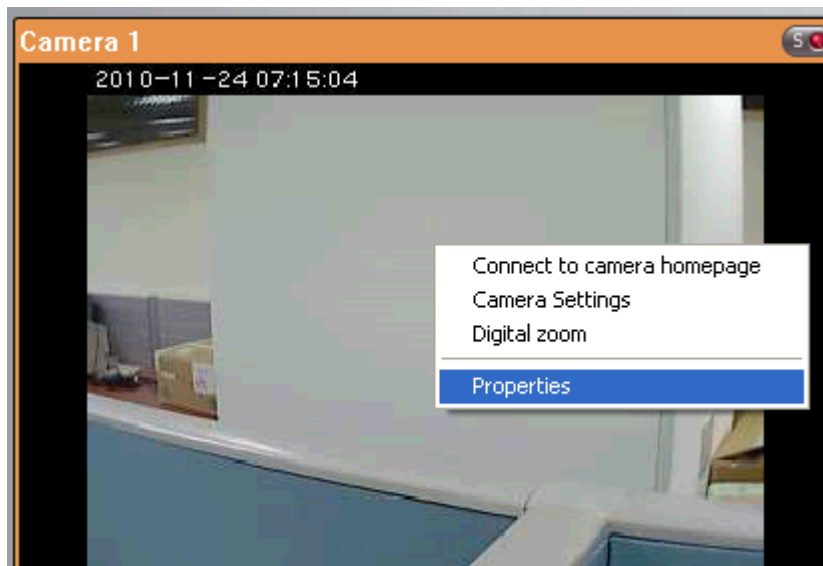 Camera 1
S
2010-11-24 07:15:04
Connect to camera homepage
Camera Settings
Digital zoom
Properties